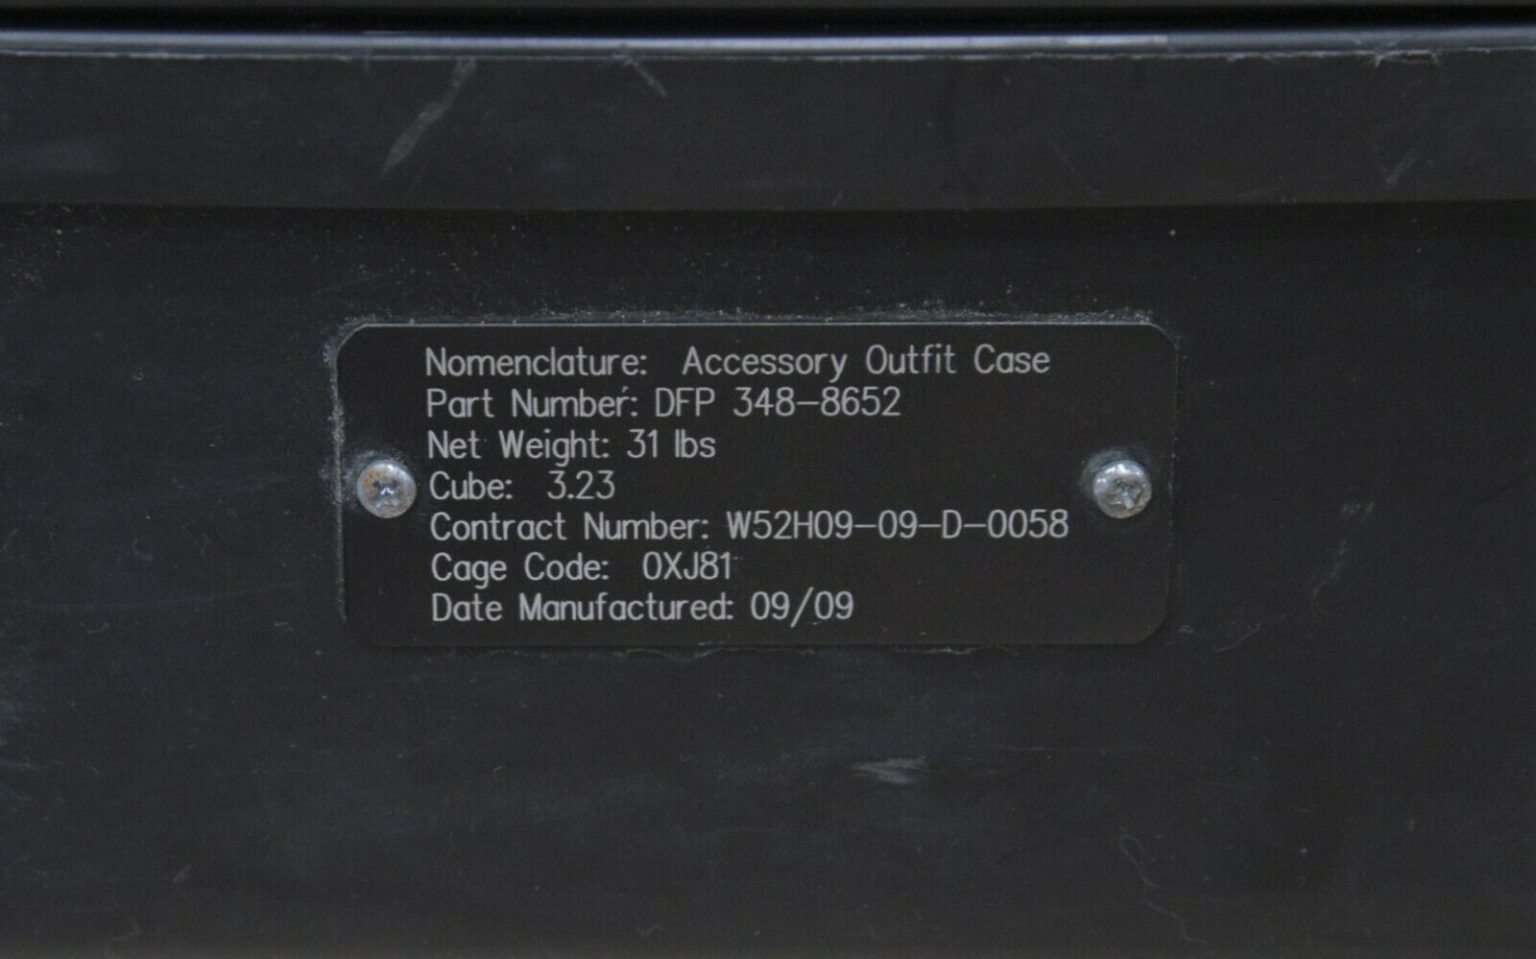 Nomenclature: Accessory Outfit Case
Part Number: DFP 348-8652
Net Weight: 31 lbs
Cube: 3.23
Contract Number: W52H09-09-D-0058
Cage Code: 0XJ81
Date Manufactured: 09/09